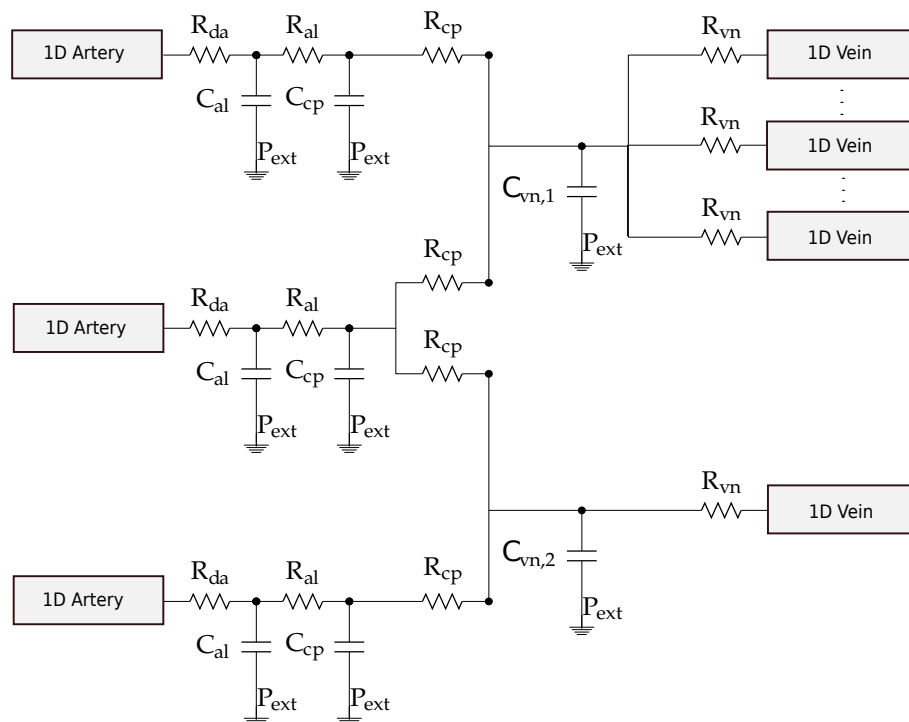 R_da R_al R_cp
1D Artery
C_al C_cp
P_ext P_ext
R_vn
1D Vein
R_vn
1D Vein
R_vn
1D Vein
C_vn,1
P_ext
R_cp
R_da R_al
1D Artery
R_cp
C_al C_cp
P_ext P_ext
R_vn
1D Vein
C_vn,2
P_ext
R_da R_al R_cp
1D Artery
C_al C_cp
P_ext P_ext